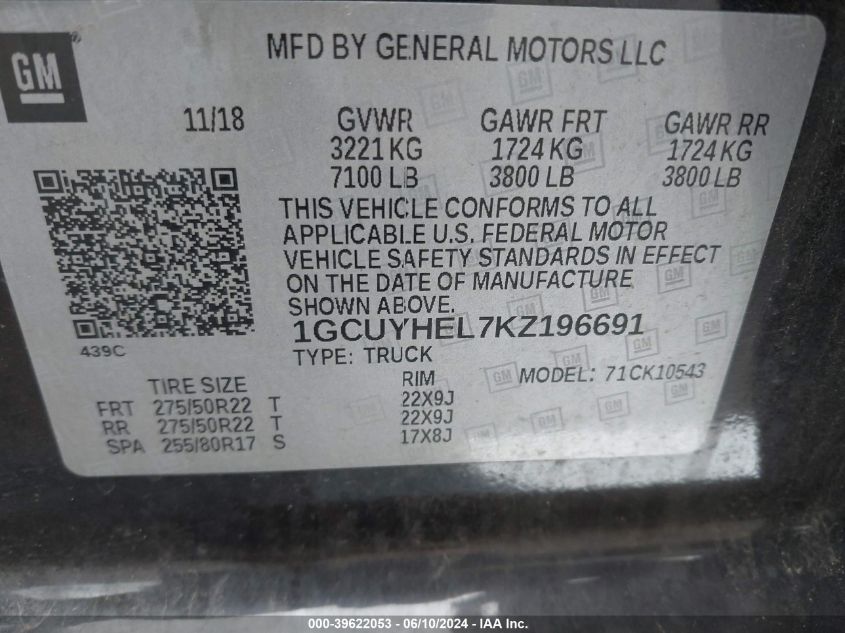 GM
MFD BY GENERAL MOTORS LLC
11/18 GVWR GAWR FRT GAWR RR
3221 KG 1724 KG 1724 KG
7100 LB 3800 LB 3800 LB
THIS VEHICLE CONFORMS TO ALL
APPLICABLE U.S. FEDERAL MOTOR
VEHICLE SAFETY STANDARDS IN EFFECT
ON THE DATE OF MANUFACTURE
SHOWN ABOVE.
1GCUYHEL7KZ196691
439C
TYPE: TRUCK
TIRE SIZE RIM MODEL: 71CK10543
FRT 275/50R22 T 22X9J
RR 275/50R22 T 22X9J
SPA 255/80R17 S 17X8J
000-39622053 - 06/10/2024 - IAAI INC.